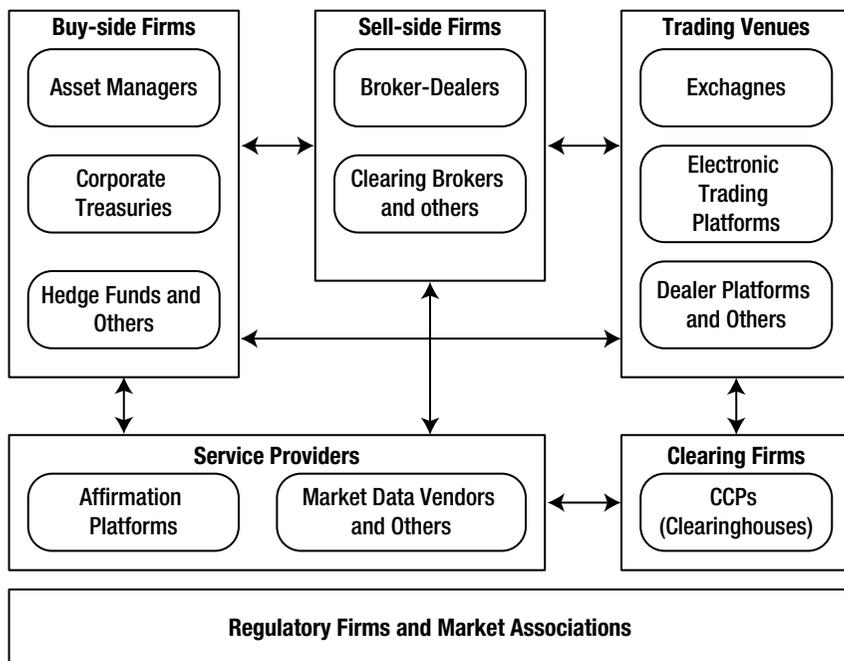 Buy-side Firms
Asset Managers
Corporate
Treasuries
Hedge Funds and
Others
Sell-side Firms
Broker-Dealers
Clearing Brokers
and others
Trading Venues
Exchagnes
Electronic
Trading
Platforms
Dealer Platforms
and Others
Service Providers
Affirmation
Platforms
Market Data Vendors
and Others
Clearing Firms
CCPs
(Clearinghouses)
Regulatory Firms and Market Associations